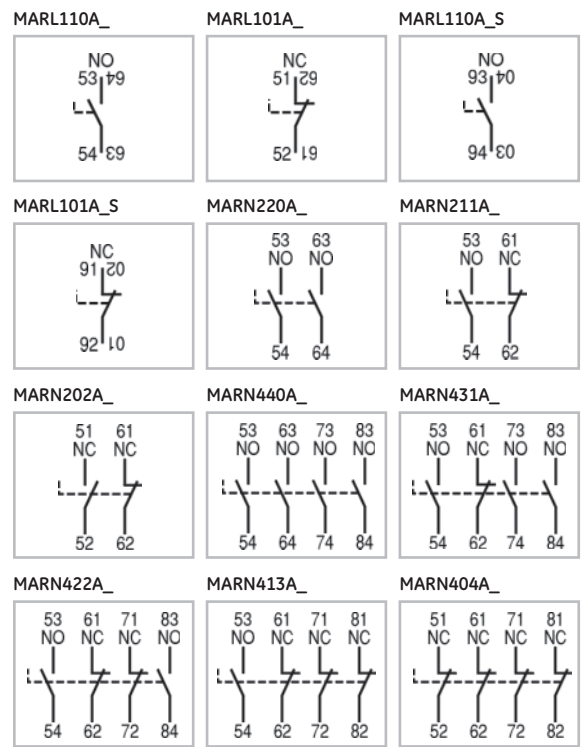 MARL110A_
NO
53 64
54 63
MARL101A_
NC
51 62
52 61
MARL110A_S
NO
93 04
94 03
MARL101A_S
NC
91 02
92 01
MARN220A_
53 63
NO NO
54 64
MARN211A_
53 61
NO NC
54 62
MARN202A_
51 61
NC NC
52 62
MARN440A_
53 63 73 83
NO NO NO NO
54 64 74 84
MARN431A_
53 61 73 83
NO NC NO NO
54 62 74 84
MARN422A_
53 61 71 83
NO NC NC NO
54 62 72 84
MARN413A_
53 61 71 81
NO NC NC NC
54 62 72 82
MARN404A_
51 61 71 81
NC NC NC NC
52 62 72 82